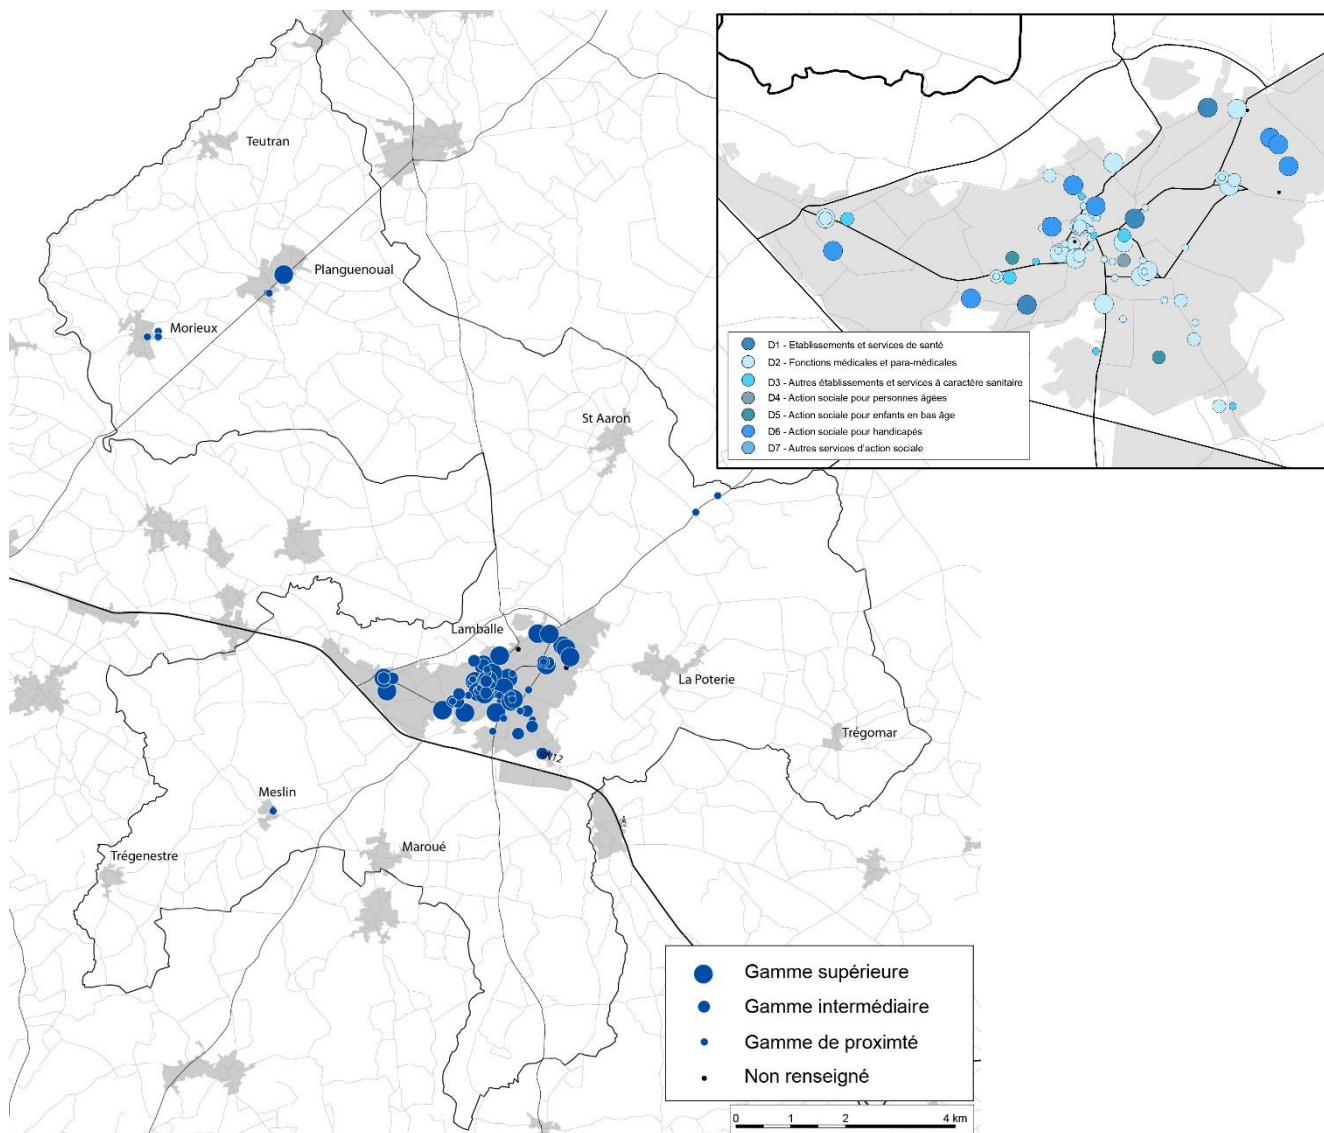 Teutran
Planguenoual
Morieux
St Aaron
Lamballe
La Poterie
Trégomar
RN12
Meslin
Maroué
Trégenestre
D1 - Etablissements et services de santé
D2 - Fonctions médicales et para-médicales
D3 - Autres établissements et services à caractère sanitaire
D4 - Action sociale pour personnes âgées
D5 - Action sociale pour enfants en bas âge
D6 - Action sociale pour handicapés
D7 - Autres services d'action sociale
Gamme supérieure
Gamme intermédiaire
Gamme de proximté
Non renseigné
0 1 2 4 km